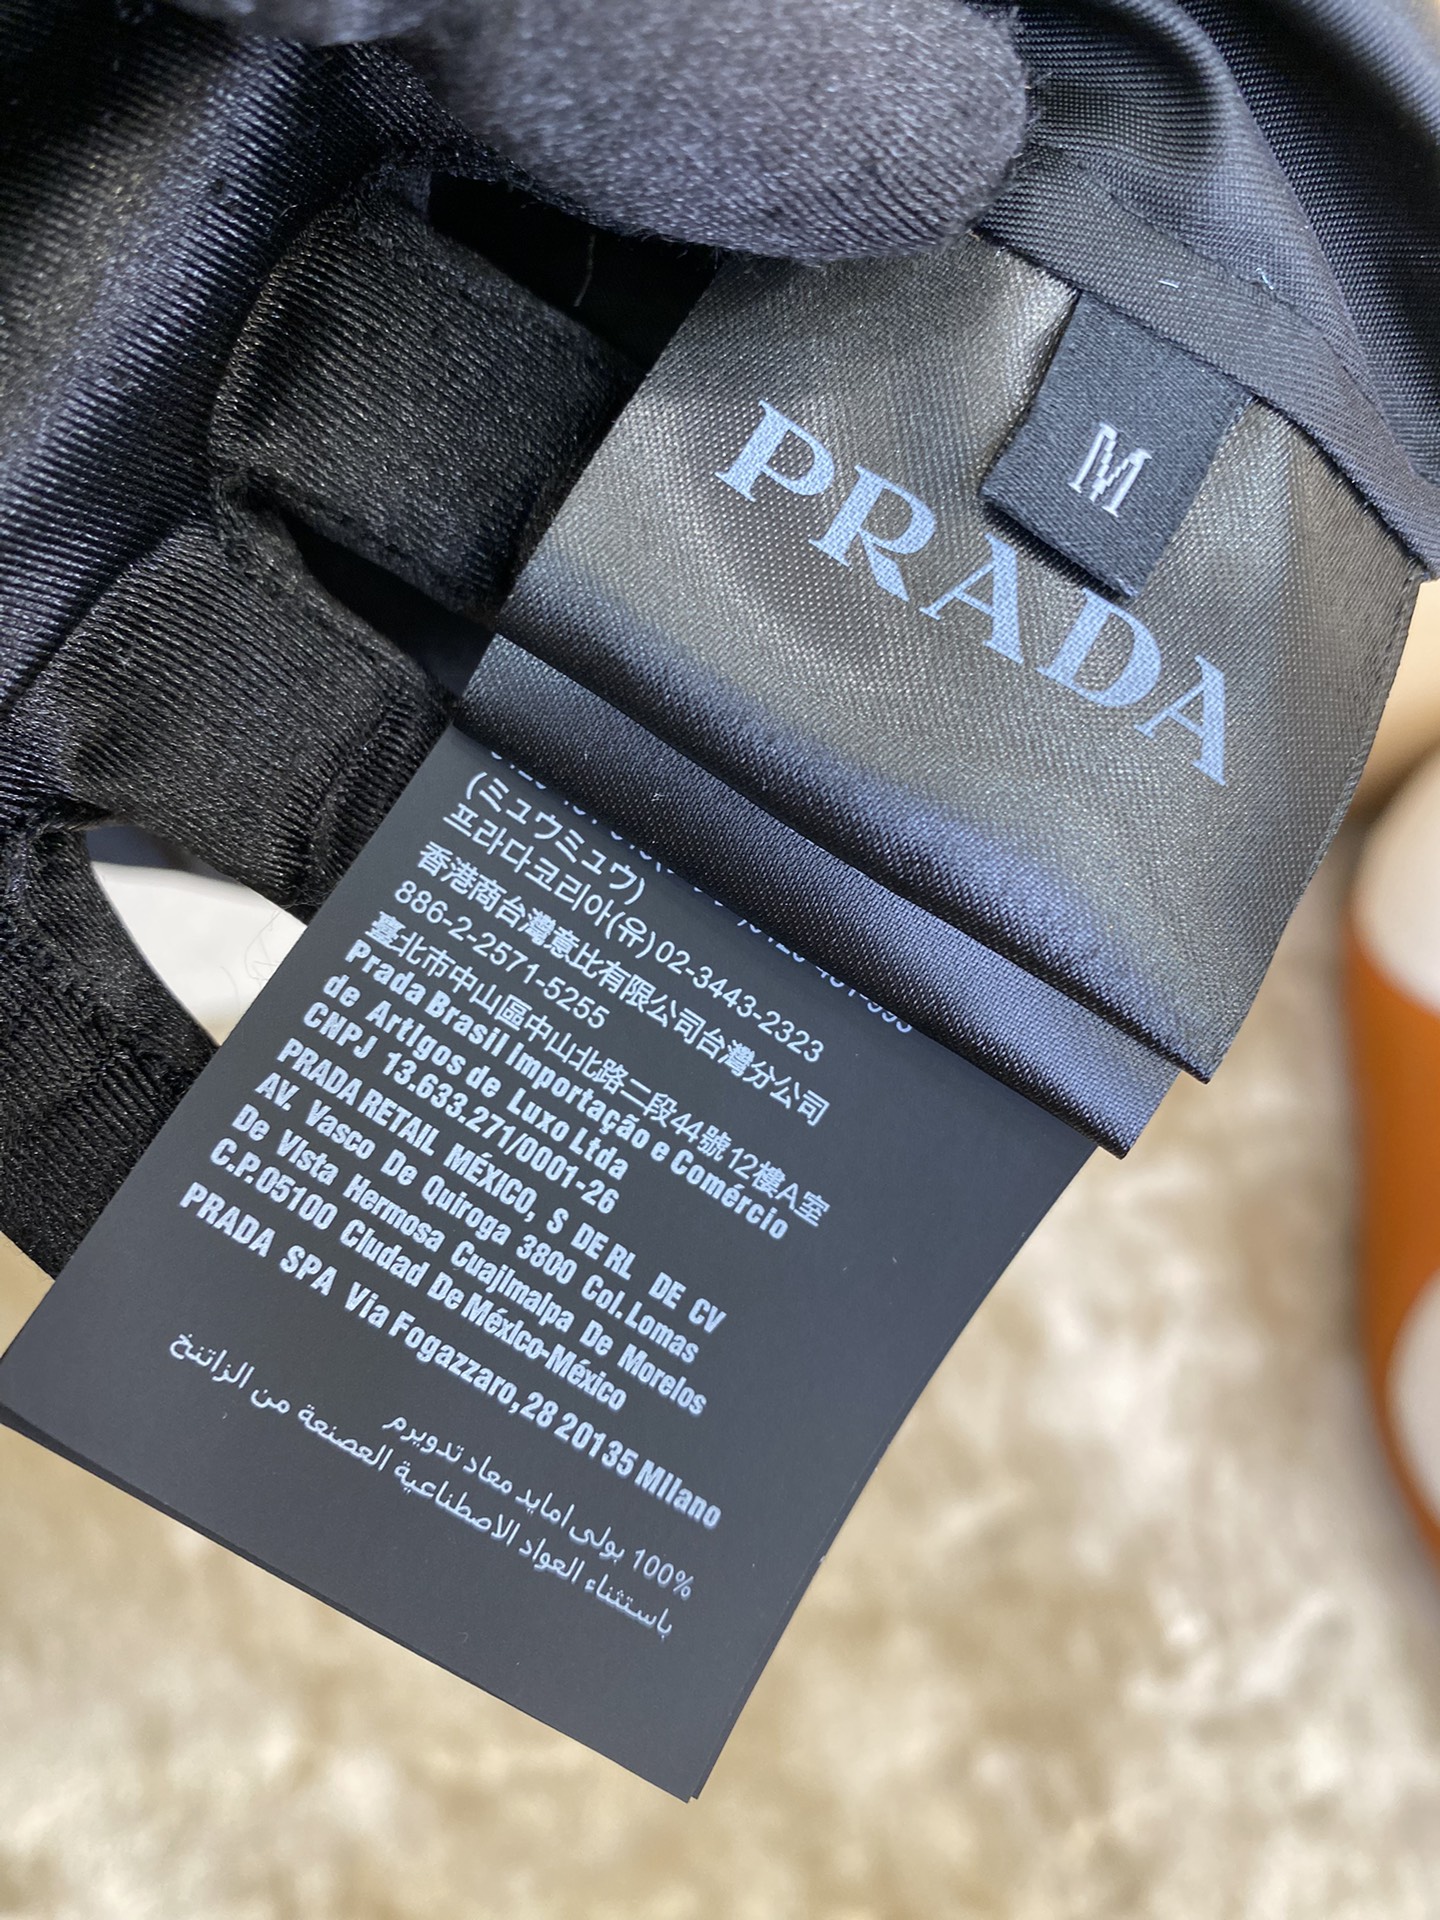 PRADA
M
(ミュウミュウ)
프라다코리아(유)02-3443-2323
香港商台灣意比有限公司台灣分公司
886-2-2571-5255
臺北市中山區中山北路二段44號12樓A室
Prada Brasil Importação e Comércio
de Artigos de Luxo Ltda
CNPJ 13.633.271/0001-26
PRADA RETAIL MÉXICO, S DE RL DE CV
AV. Vasco De Quiroga 3800 Col. Lomas
De Vista Hermosa Cuajimalpa De Morelos
C.P.05100 Ciudad De México-México
PRADA SPA Via Fogazzaro, 28 20135 Milano
100% بولى امايد معاد تدويرم
باستثناء العواد الاصطناعية العصنعة من الزاتنخ